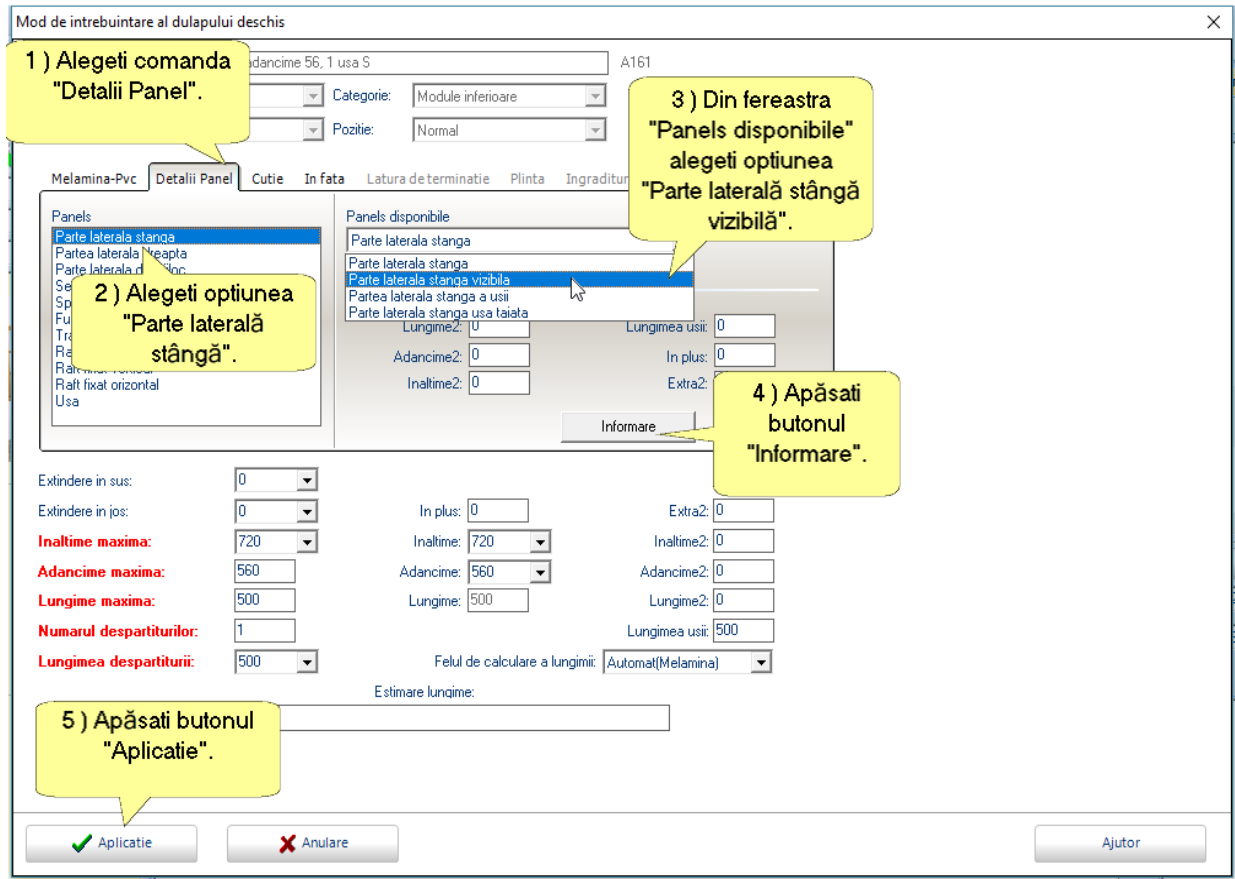 Mod de intrebuintare al dulapului deschis
1 ) Alegeti comanda
"Detalii Panel".
adancime 56, 1 usa S
A161
Categorie:
Module inferioare
Pozitie:
Normal
3 ) Din fereastra
"Panels disponibile"
alegeti optiunea
"Parte laterală stângă
vizibilă".
Melamina-Pvc
Detalii Panel
Cutie
In fata
Latura de terminatie
Plinta
Panels
Parte laterala stanga
Partea laterala
Parte laterala
Raft fixat orizontal
Usa
2 ) Alegeti optiunea
"Parte laterală
stângă".
Panels disponibile
Parte laterala stanga
Parte laterala stanga
Parte laterala stanga vizibila
Partea laterala stanga a usii
Parte laterala stanga usa taiata
Lungime2: 0
Lungimea usii: 0
Adancime2: 0
In plus: 0
Inaltime2: 0
Extra2:
Informare
4 ) Apăsati
butonul
"Informare".
Extindere in sus: 0
Extindere in jos: 0
In plus: 0
Extra2: 0
Inaltime maxima: 720
Inaltime: 720
Inaltime2: 0
Adancime maxima: 560
Adancime: 560
Adancime2: 0
Lungime maxima: 500
Lungime: 500
Lungime2: 0
Numarul despartiturilor: 1
Lungimea usii: 500
Lungimea despartiturii: 500
Felul de calculare a lungimii: Automat(Melamina)
Estimare lungime:
5 ) Apăsati butonul
"Aplicatie".
Aplicatie
Anulare
Ajutor